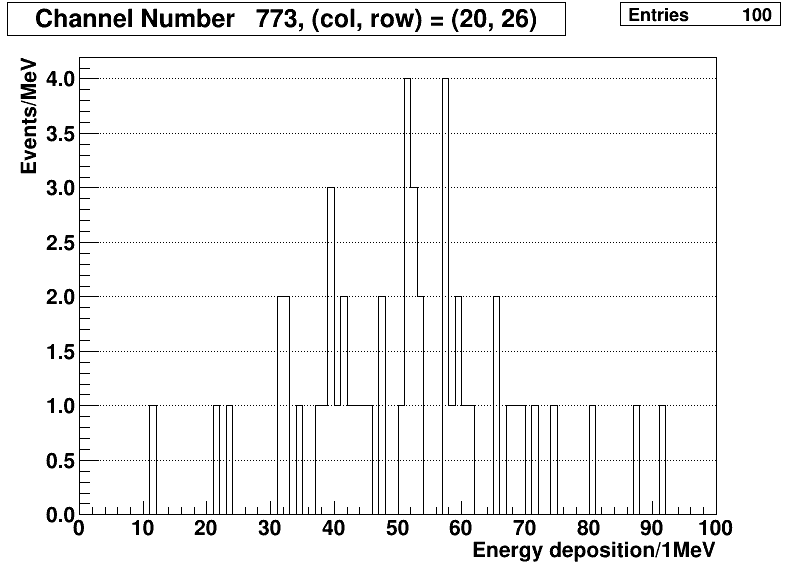 Channel Number 773, (col, row) = (20, 26)
Entries 100
Events/MeV
4.0
3.5
3.0
2.5
2.0
1.5
1.0
0.5
0.0
0 10 20 30 40 50 60 70 80 90 100
Energy deposition/1MeV